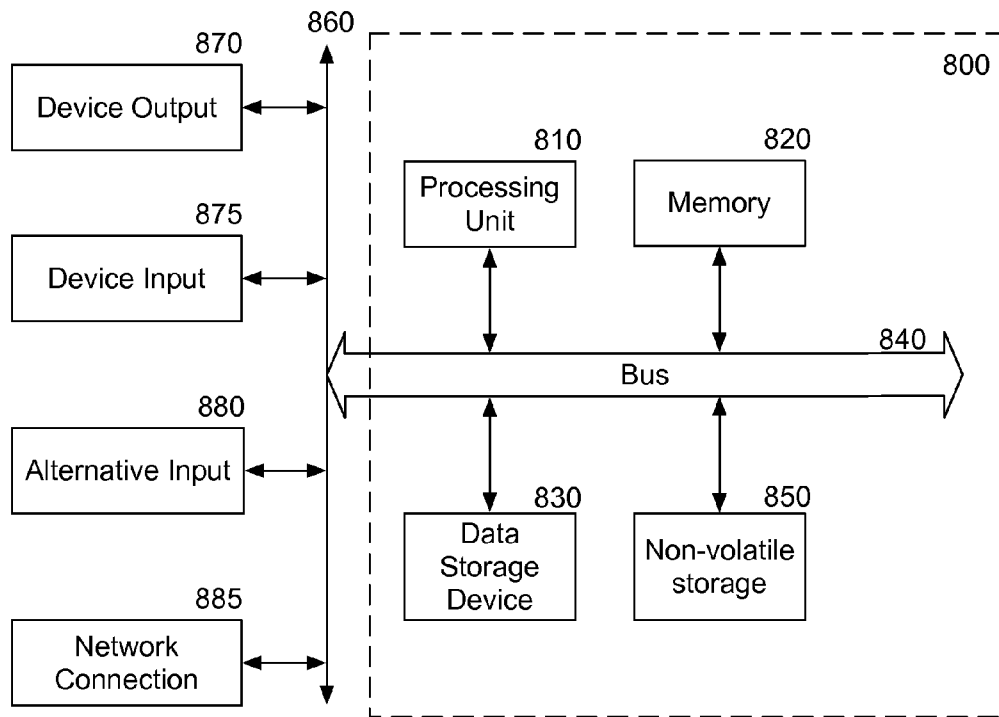 860
870
Device Output
800
810
Processing
Unit
820
Memory
875
Device Input
840
Bus
880
Alternative Input
830
Data
Storage
Device
850
Non-volatile
storage
885
Network
Connection